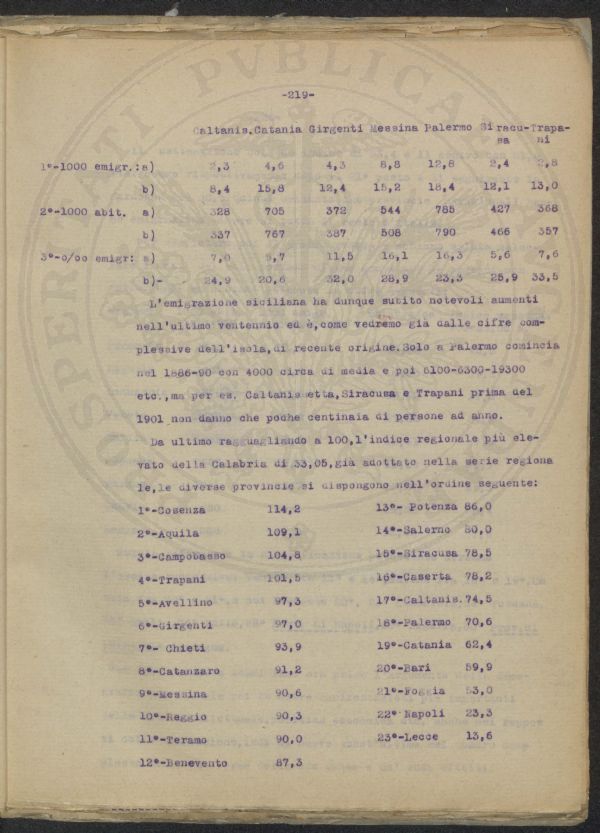 -219-
Caltanis.Catania Girgenti Messina Palermo Siracu-Trapa-
sa ni
1°-1000 emigr.:a) 2,3 4,6 4,3 8,8 12,8 2,4 2,8
b) 8,4 15,8 12,4 15,2 18,4 12,1 13,0
2°-1000 abit. a) 328 705 372 544 785 427 368
b) 337 767 387 508 790 466 357
3°-o/oo emigr: a) 7,0 5,7 11,5 16,1 16,3 5,6 7,6
b)- 24,9 20,6 32,0 28,9 23,3 25,9 33,5
L'emigrazione siciliana ha dunque subito notevoli aumenti
nell'ultimo ventennio ed è,come vedremo già dalle cifre com-
plessive dell'isola,di recente origine.Solo a Palermo comincia
nel 1886-90 con 4000 circa di media e poi 5100-6300-19300
etc.,ma per es. Caltanissetta,Siracusa e Trapani prima del
1901 non danno che poche centinaia di persone ad anno.
Da ultimo ragguagliando a 100,l'indice regionale più ele-
vato della Calabria di 33,05,già adottato nella serie regiona
le,le diverse provincie si dispongono nell'ordine seguente:
1°-Cosenza 114,2 13°- Potenza 86,0
2°-Aquila 109,1 14°-Salerno 80,0
3°-Campobasso 104,8 15°-Siracusa 78,5
4°-Trapani 101,5 16°-Caserta 78,2
5°-Avellino 97,3 17°-Caltanis.74,5
6°-Girgenti 97,0 18°-Palermo 70,6
7°- Chieti 93,9 19°-Catania 62,4
8°-Catanzaro 91,2 20°-Bari 59,9
9°-Messina 90,6 21°-Foggia 53,0
10°-Reggio 90,3 22° Napoli 23,3
11°-Teramo 90,0 23°-Lecce 13,6
12°-Benevento 87,3